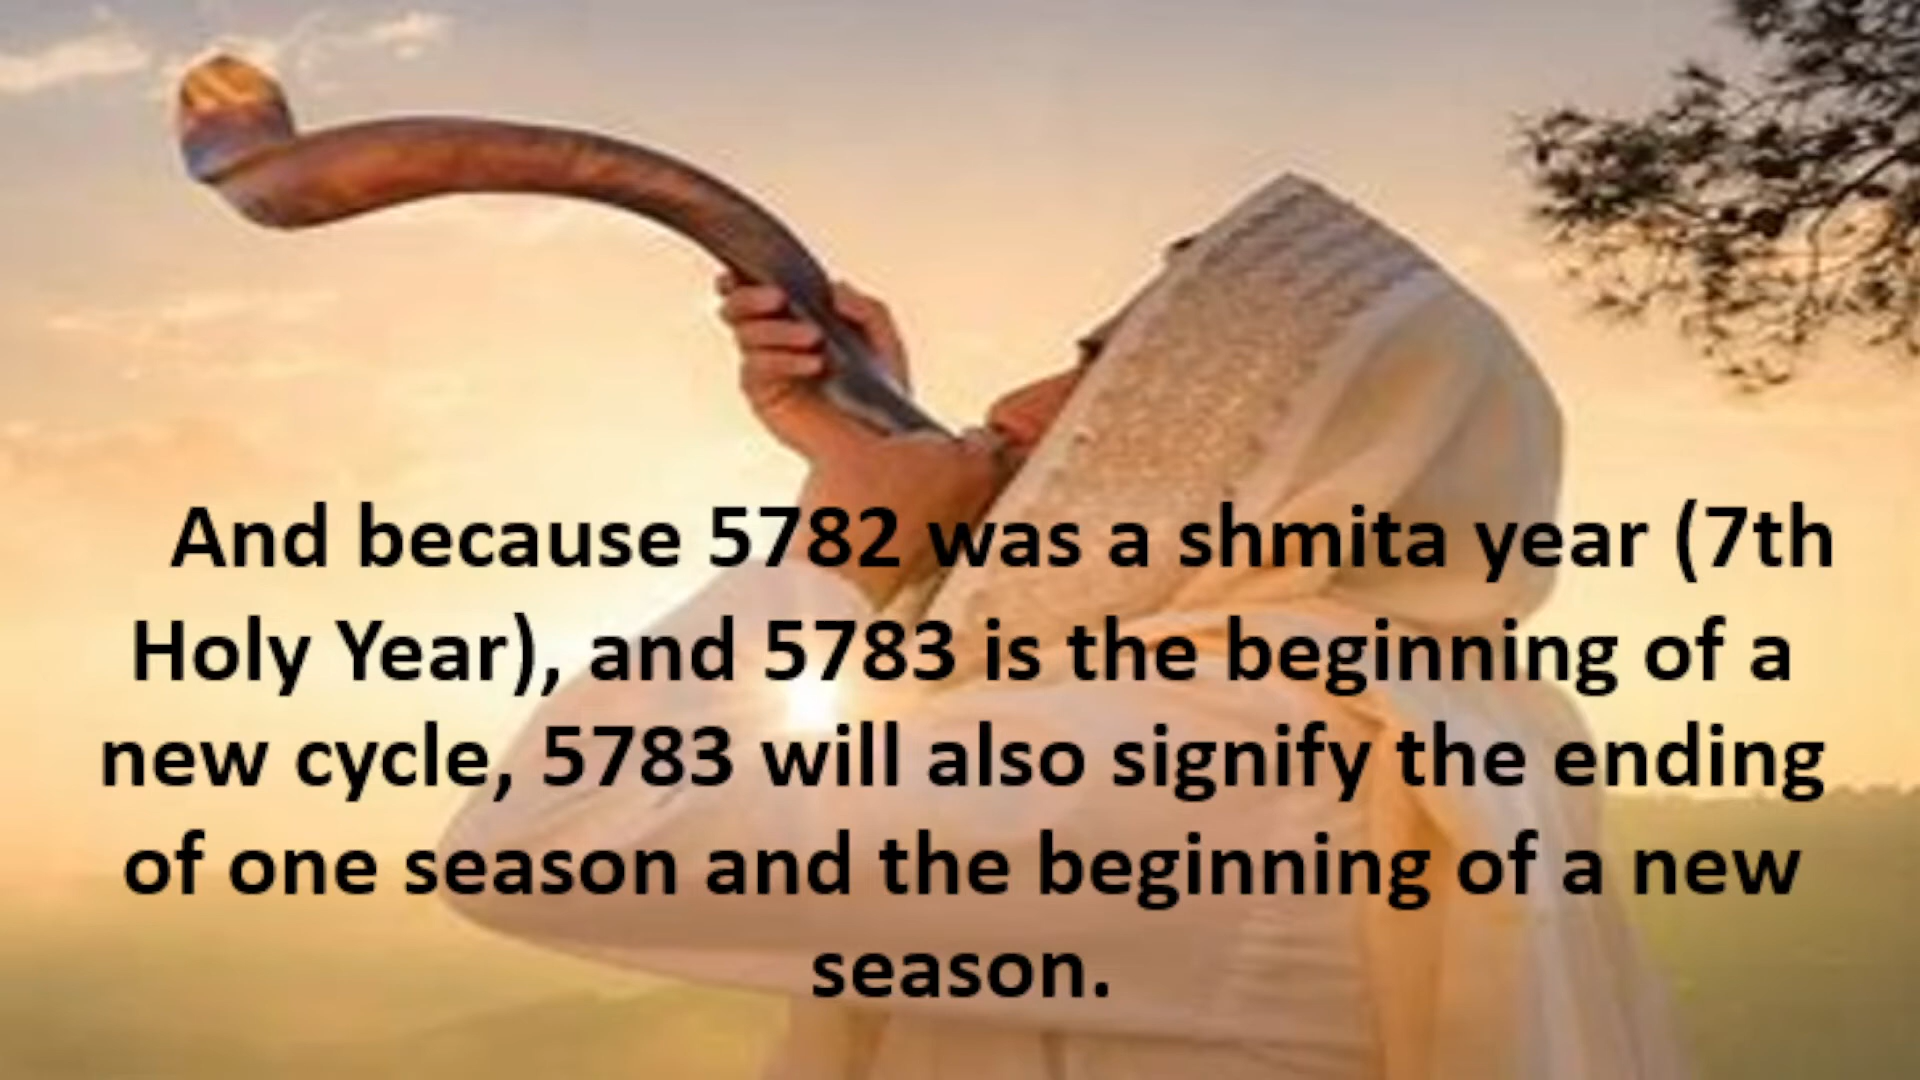 And because 5782 was a shmita year (7th
Holy Year), and 5783 is the beginning of a
new cycle, 5783 will also signify the ending
of one season and the beginning of a new
season.